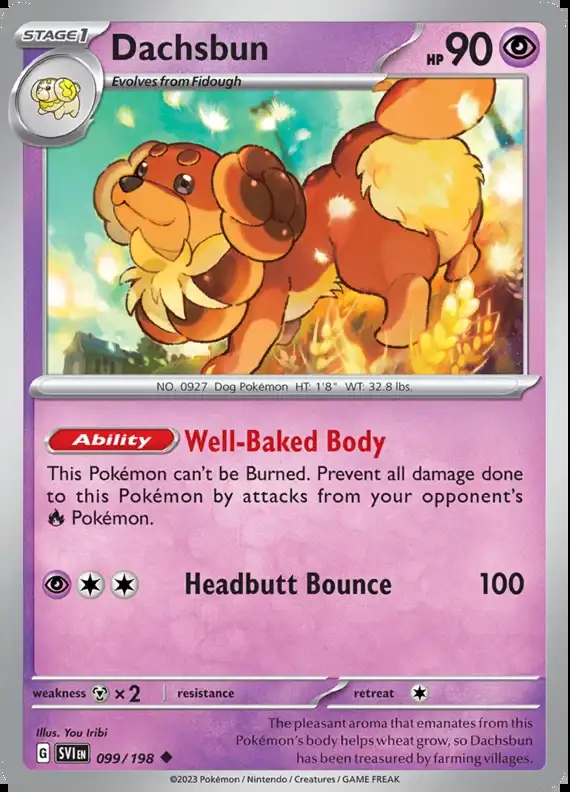 STAGE1
Dachsbun
HP 90
Evolves from Fidough
NO. 0927 Dog Pokémon HT: 1'8" WT: 32.8 lbs.
Ability Well-Baked Body
This Pokémon can't be Burned. Prevent all damage done
to this Pokémon by attacks from your opponent's
Pokémon.
Headbutt Bounce 100
weakness ×2 resistance retreat
Illus. You Iribi
G SVI EN 099/198
The pleasant aroma that emanates from this
Pokémon's body helps wheat grow, so Dachsbun
has been treasured by farming villages.
©2023 Pokémon / Nintendo / Creatures / GAME FREAK